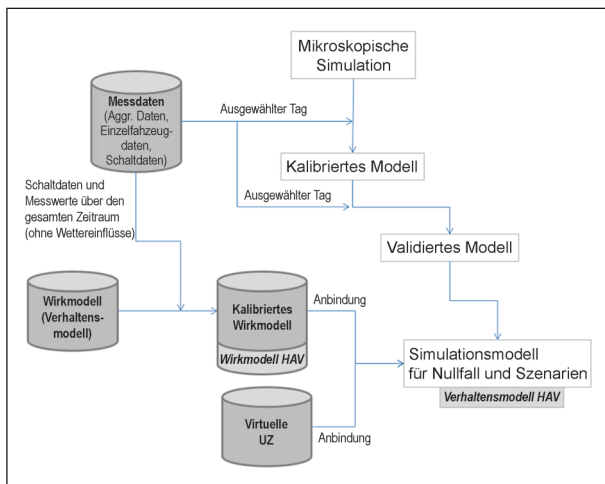 Mikroskopische
Simulation
Messdaten
(Aggr. Daten,
Einzelfahrzeug-
daten,
Schaltdaten)
Ausgewählter Tag
Kalibriertes Modell
Schaltdaten und
Messwerte über den
gesamten Zeitraum
(ohne Wettereinflüsse)
Ausgewählter Tag
Validiertes Modell
Wirkmodell
(Verhaltens-
modell)
Kalibriertes
Wirkmodell
Wirkmodell HAV
Anbindung
Simulationsmodell
für Nullfall und Szenarien
Verhaltensmodell HAV
Virtuelle
UZ
Anbindung